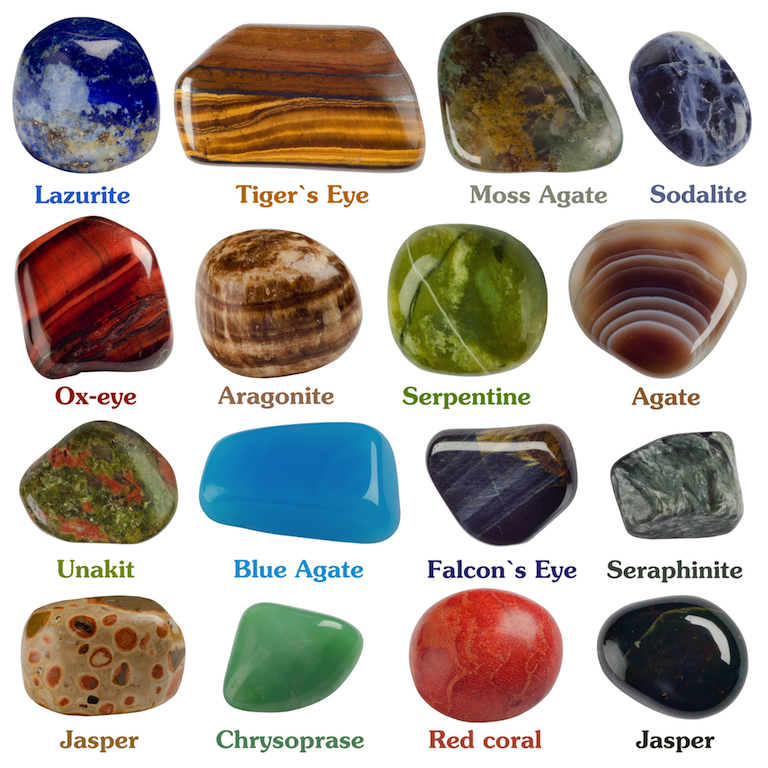 Lazurite
Tiger`s Eye
Moss Agate
Sodalite
Ox-eye
Aragonite
Serpentine
Agate
Unakit
Blue Agate
Falcon`s Eye
Seraphinite
Jasper
Chrysoprase
Red coral
Jasper